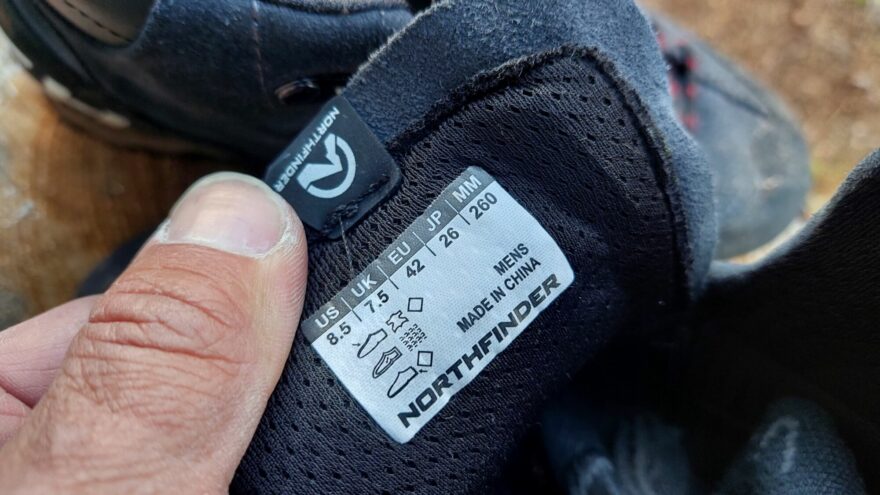 NORTHFINDER
US | UK | EU | JP | MM
8.5 | 7.5 | 42 | 26 | 260
MENS
MADE IN CHINA
NORTHFINDER